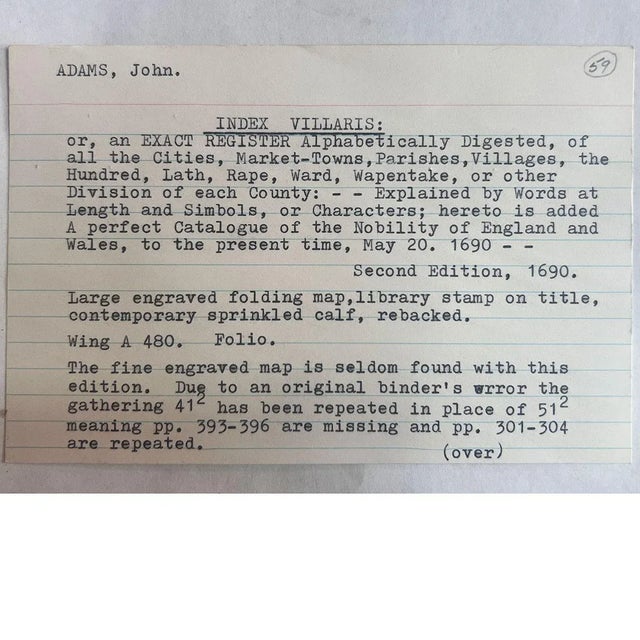 ADAMS, John.
59
INDEX VILLARIS:
or, an EXACT REGISTER Alphabetically Digested, of
all the Cities, Market-Towns,Parishes,Villages, the
Hundred, Lath, Rape, Ward, Wapentake, or other
Division of each County: - - Explained by Words at
Length and Simbols, or Characters; hereto is added
A perfect Catalogue of the Nobility of England and
Wales, to the present time, May 20. 1690 - -
Second Edition, 1690.
Large engraved folding map,library stamp on title,
contemporary sprinkled calf, rebacked.
Wing A 480. Folio.
The fine engraved map is seldom found with this
edition. Due to an original binder's wrror the
gathering 41² has been repeated in place of 51²
meaning pp. 393-396 are missing and pp. 301-304
are repeated.
(over)